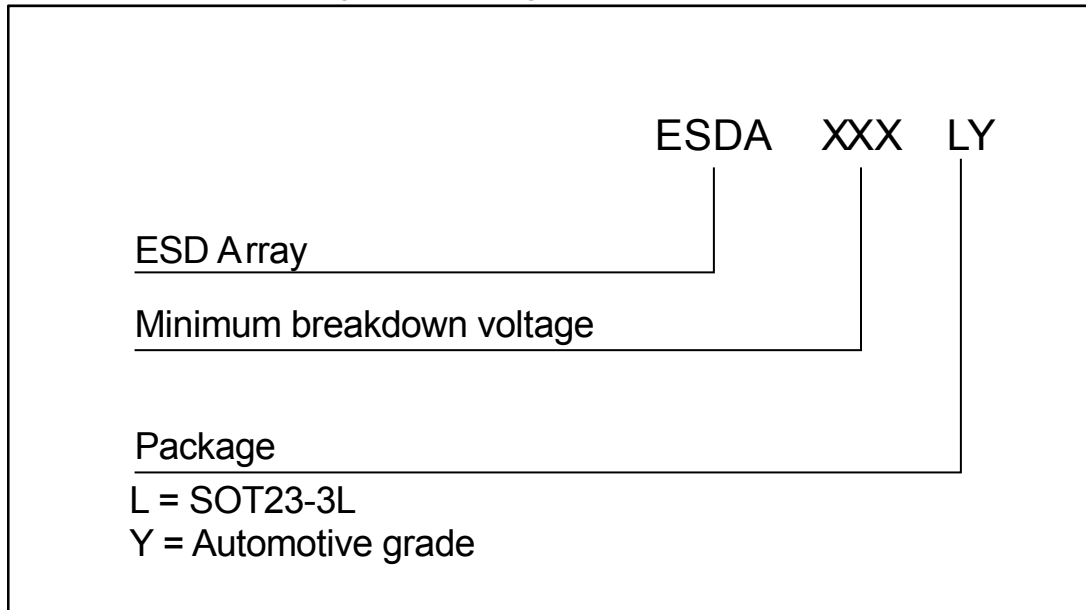 ESDA XXX LY
ESD Array
Minimum breakdown voltage
Package
L = SOT23-3L
Y = Automotive grade